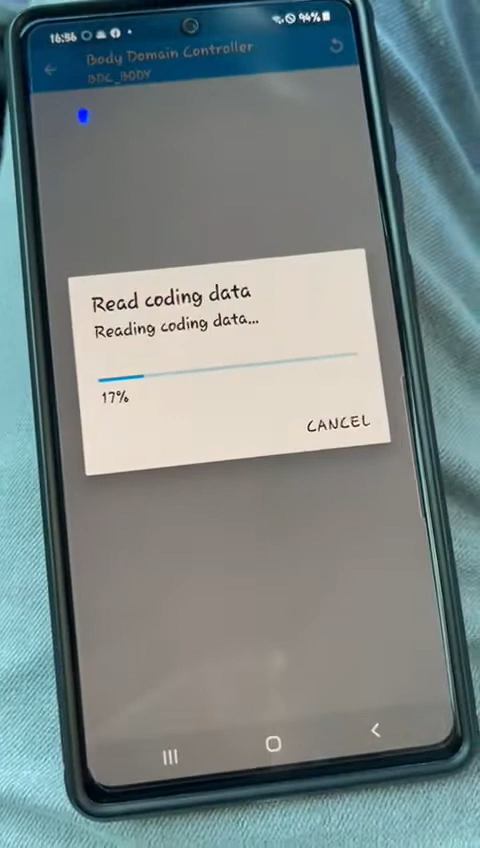 16:56
94%
Body Domain Controller
BDC_BODY
Read coding data
Reading coding data...
17%
CANCEL